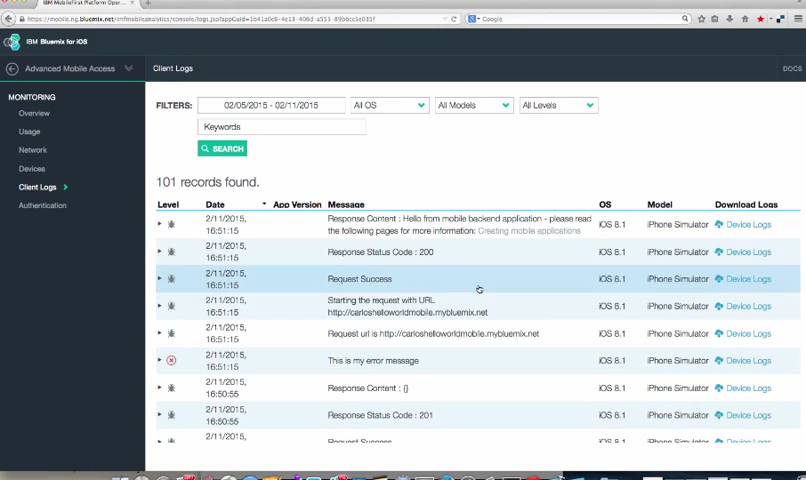 IBM MobileFirst Platform Oper...
https://mobile.ng.bluemix.net/imfmobileanalytics/console/logs.jsp?
Google
IBM Bluemix for iOS
Advanced Mobile Access
Client Logs
DOCS
MONITORING
Overview
Usage
Network
Devices
Client Logs
Authentication
FILTERS:
02/05/2015 - 02/11/2015
All OS
All Models
All Levels
Keywords
SEARCH
101 records found.
Level Date App Version Message OS Model Download Logs
2/11/2015, Response Content : Hello from mobile backend application - please read iOS 8.1 iPhone Simulator Device Logs
16:51:15 the following pages for more information: Creating mobile applications
2/11/2015, Response Status Code : 200 iOS 8.1 iPhone Simulator Device Logs
16:51:15
2/11/2015, Request Success iOS 8.1 iPhone Simulator Device Logs
16:51:15
2/11/2015, Starting the request with URL iOS 8.1 iPhone Simulator Device Logs
16:51:15 http://carloshelloworldmobile.mybluemix.net
2/11/2015, Request url is http://carloshelloworldmobile.mybluemix.net iOS 8.1 iPhone Simulator Device Logs
16:51:15
2/11/2015, This is my error message iOS 8.1 iPhone Simulator Device Logs
16:51:15
2/11/2015, Response Content : {} iOS 8.1 iPhone Simulator Device Logs
16:50:55
2/11/2015, Response Status Code : 201 iOS 8.1 iPhone Simulator Device Logs
16:50:55
2/11/2015, Request Success iOS 8.1 iPhone Simulator Device Logs